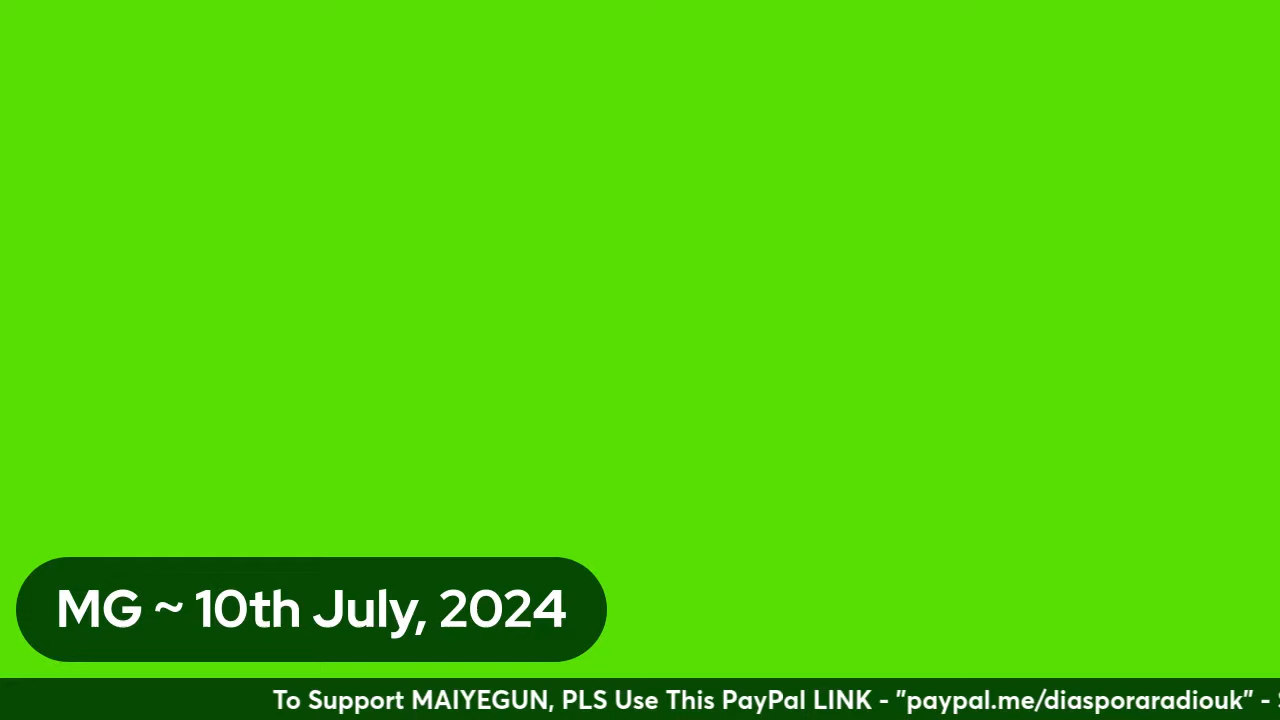 MG ~ 10th July, 2024
To Support MAIYEGUN, PLS Use This PayPal LINK - "paypal.me/diasporaradiouk" -